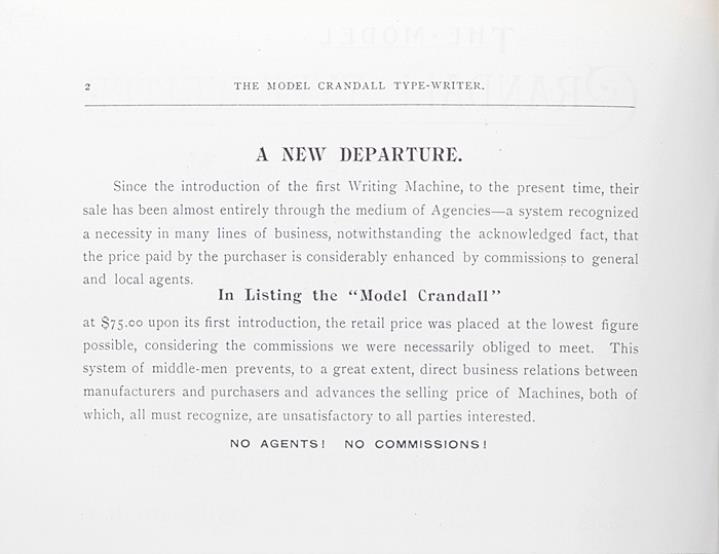 2
THE MODEL CRANDALL TYPE-WRITER.
A NEW DEPARTURE.
Since the introduction of the first Writing Machine, to the present time, their
sale has been almost entirely through the medium of Agencies—a system recognized
a necessity in many lines of business, notwithstanding the acknowledged fact, that
the price paid by the purchaser is considerably enhanced by commissions to general
and local agents.
In Listing the “Model Crandall”
at $75.00 upon its first introduction, the retail price was placed at the lowest figure
possible, considering the commissions we were necessarily obliged to meet. This
system of middle-men prevents, to a great extent, direct business relations between
manufacturers and purchasers and advances the selling price of Machines, both of
which, all must recognize, are unsatisfactory to all parties interested.
NO AGENTS! NO COMMISSIONS!